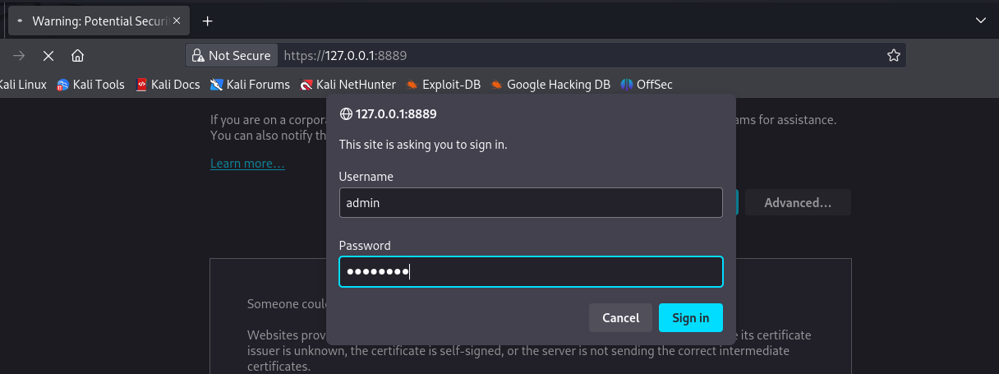 Warning: Potential Securi
Not Secure https://127.0.0.1:8889
Kali Linux Kali Tools Kali Docs Kali Forums Kali NetHunter Exploit-DB Google Hacking DB OffSec
127.0.0.1:8889
If you are on a corpora ams for assistance.
You can also notify th
This site is asking you to sign in.
Learn more…
Username
admin
Advanced…
Password
Someone coul
Cancel Sign in
Websites prov e its certificate
issuer is unknown, the certificate is self-signed, or the server is not sending the correct intermediate
certificates.